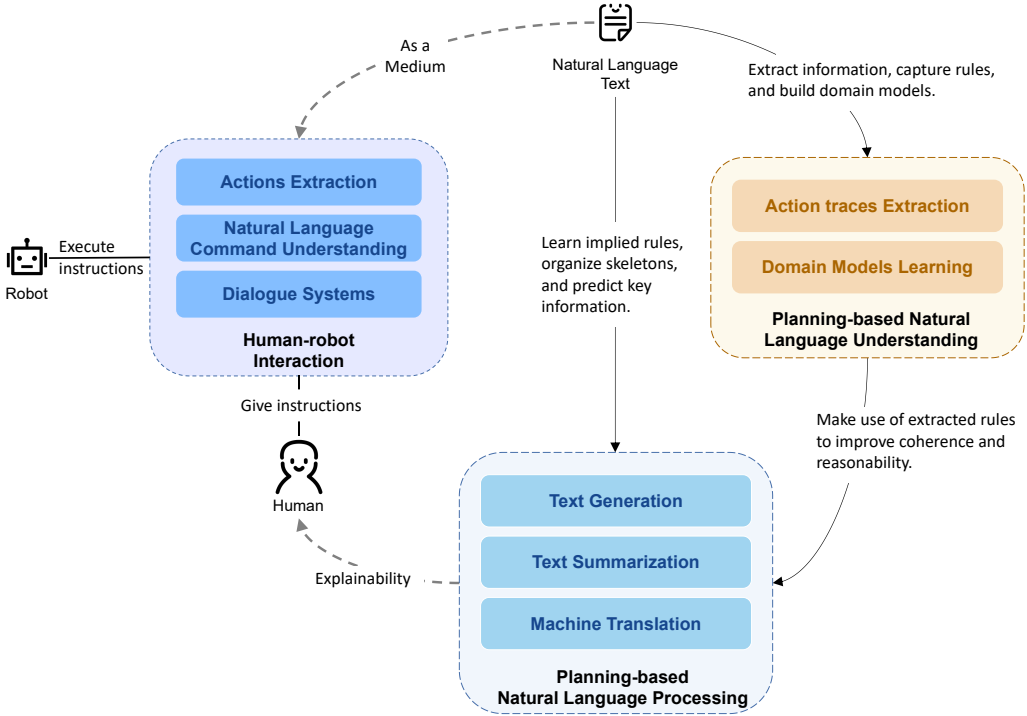 As a
Medium
Natural Language
Text
Extract information, capture rules,
and build domain models.
Actions Extraction
Natural Language
Command Understanding
Dialogue Systems
Human-robot
Interaction
Execute
instructions
Robot
Learn implied rules,
organize skeletons,
and predict key
information.
Action traces Extraction
Domain Models Learning
Planning-based Natural
Language Understanding
Give instructions
Human
Make use of extracted rules
to improve coherence and
reasonability.
Explainability
Text Generation
Text Summarization
Machine Translation
Planning-based
Natural Language Processing